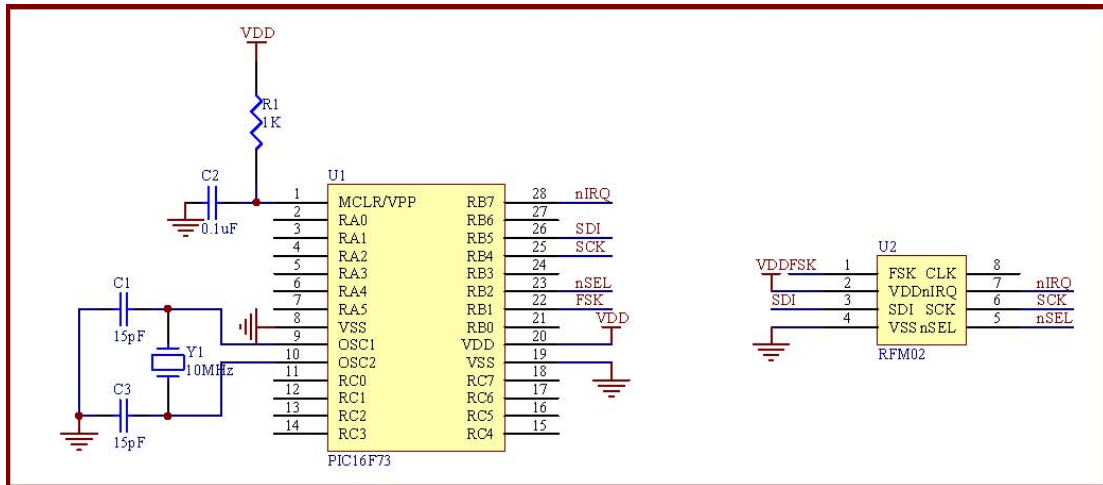 VDD
R1
1K
C2
0.1uF
U1
1 MCLR/VPP RB7 28 nIRQ
2 RA0 RB6 27
3 RA1 RB5 26 SDI
4 RA2 RB4 25 SCK
5 RA3 RB3 24
6 RA4 RB2 23 nSEL
7 RA5 RB1 22 FSK
8 VSS RB0 21 VDD
9 OSC1 VDD 20
10 OSC2 VSS 19
11 RC0 RC7 18
12 RC1 RC6 17
13 RC2 RC5 16
14 RC3 RC4 15
PIC16F73
C1
15pF
Y1
10MHz
C3
15pF
U2
VDDFSK 1 FSK CLK 8
2 VDDnIRQ 7 nIRQ
SDI 3 SDI SCK 6 SCK
4 VSS nSEL 5 nSEL
RFM02